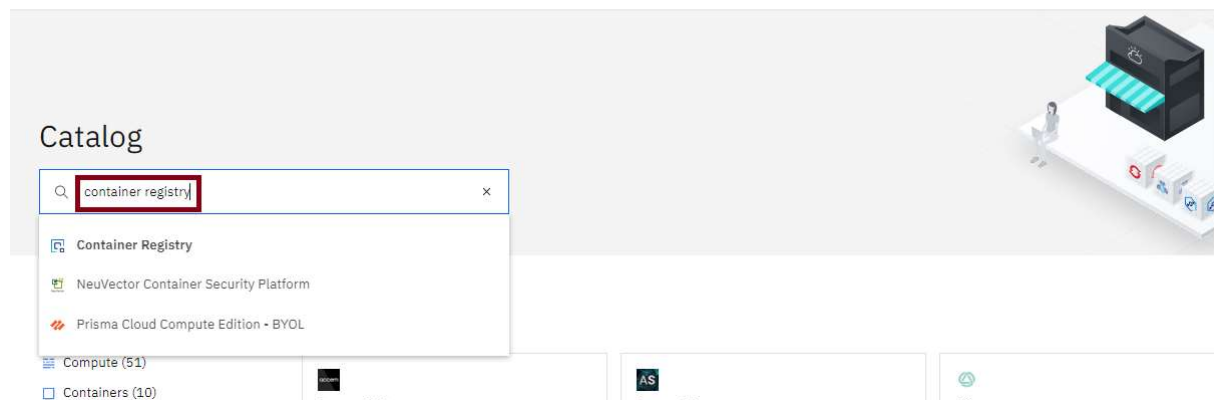 Catalog
container registry
Container Registry
NeuVector Container Security Platform
Prisma Cloud Compute Edition - BYOL
Compute (51)
Containers (10)
accern
AS